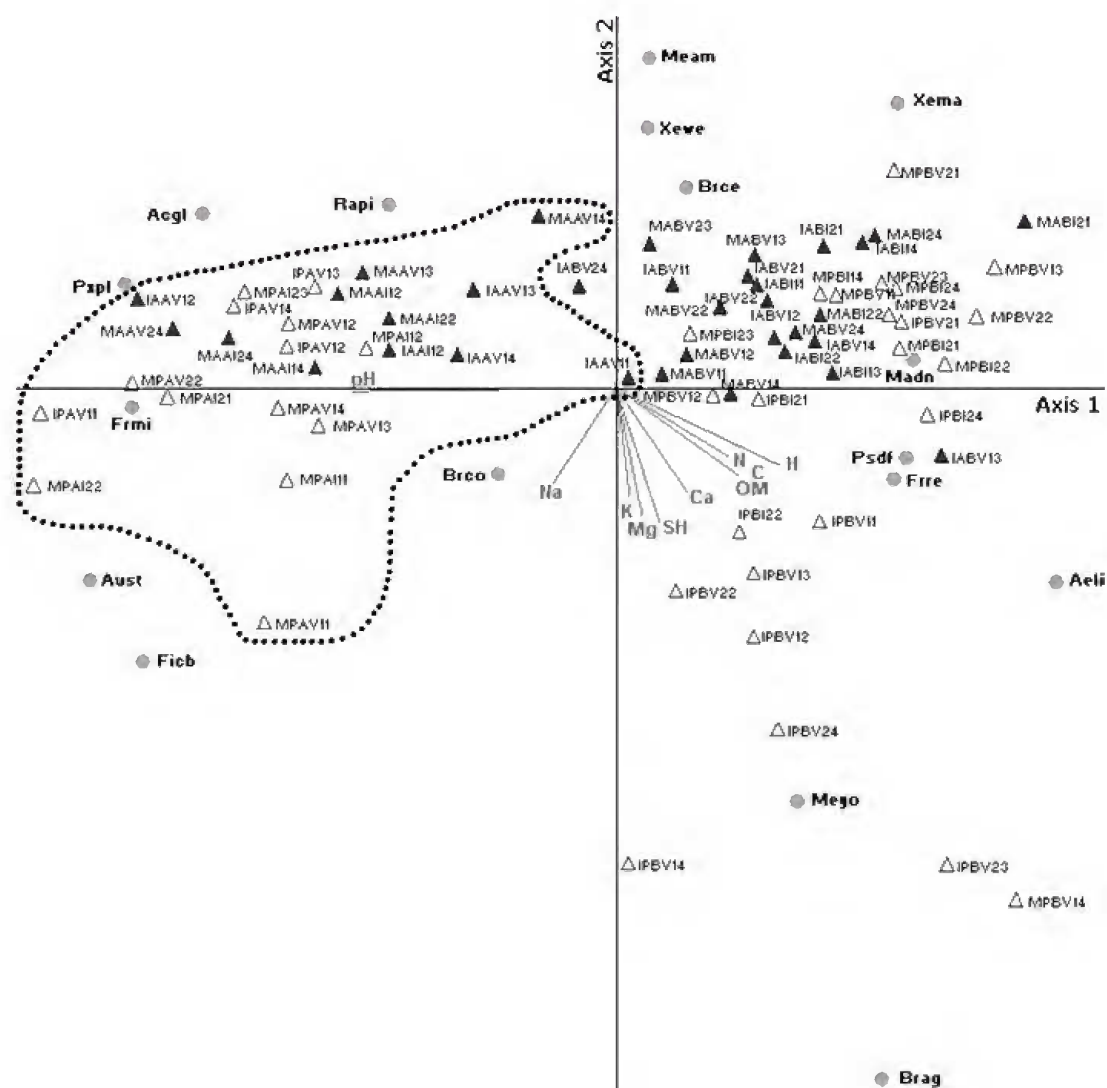 Axis 2
Meam
Xema
Xewe
MPBV21
Brce
Acgl
Rapi
MAAV14
MABV23
MABV13
IABI21
MABI24
IABI14
MABI21
IPAV13
MAAV13
IABV24
IABV11
IABV21
MPBI14
MPBV23
MPBV13
Pspl
IAAV12
MPAI23
MAAI12
IAAV13
IABI11
MPBV11
MPBI24
IPAV14
MABV22
IABV22
IABV12
MPBV24
MAAV24
MPAV12
MAAI22
MPBI23
MABI22
IPBV21
MPBV22
MAAI24
IPAV12
MPAI12
IAAI12
IAAV14
MABV12
MABV24
IABV14
IABI22
MPBI21
MAAI14
IAAV11
MABV11
IABI13
Madn
MPBI22
MPAV22
pH
MPAI21
MPBV12
MABV14
IPBI21
Axis 1
IPAV11
Frmi
MPAV14
MPAV13
IPBI24
MPAI22
MPAI11
Brco
Na
K
Mg
SH
Ca
OM
N
C
H
Psdf
IABV13
Frre
IPBI22
IPBV11
Aust
IPBV22
IPBV13
Aeli
MPAV11
IPBV12
Ficb
IPBV24
Mego
IPBV14
IPBV23
MPBV14
Brag